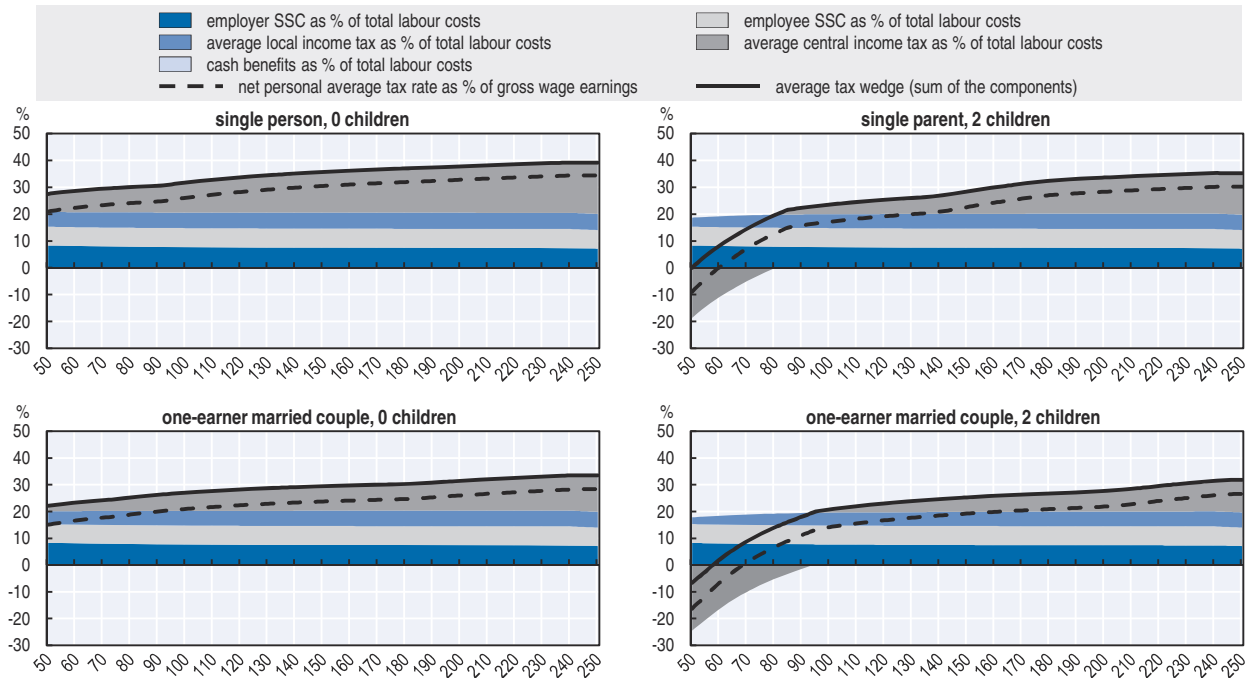 employer SSC as % of total labour costs
employee SSC as % of total labour costs
average local income tax as % of total labour costs
average central income tax as % of total labour costs
cash benefits as % of total labour costs
net personal average tax rate as % of gross wage earnings
average tax wedge (sum of the components)
%
single person, 0 children
50
40
30
20
10
0
-10
-20
-30
50 60 70 80 90 100 110 120 130 140 150 160 170 180 190 200 210 220 230 240 250
%
single parent, 2 children
50
40
30
20
10
0
-10
-20
-30
50 60 70 80 90 100 110 120 130 140 150 160 170 180 190 200 210 220 230 240 250
%
one-earner married couple, 0 children
50
40
30
20
10
0
-10
-20
-30
50 60 70 80 90 100 110 120 130 140 150 160 170 180 190 200 210 220 230 240 250
%
one-earner married couple, 2 children
50
40
30
20
10
0
-10
-20
-30
50 60 70 80 90 100 110 120 130 140 150 160 170 180 190 200 210 220 230 240 250